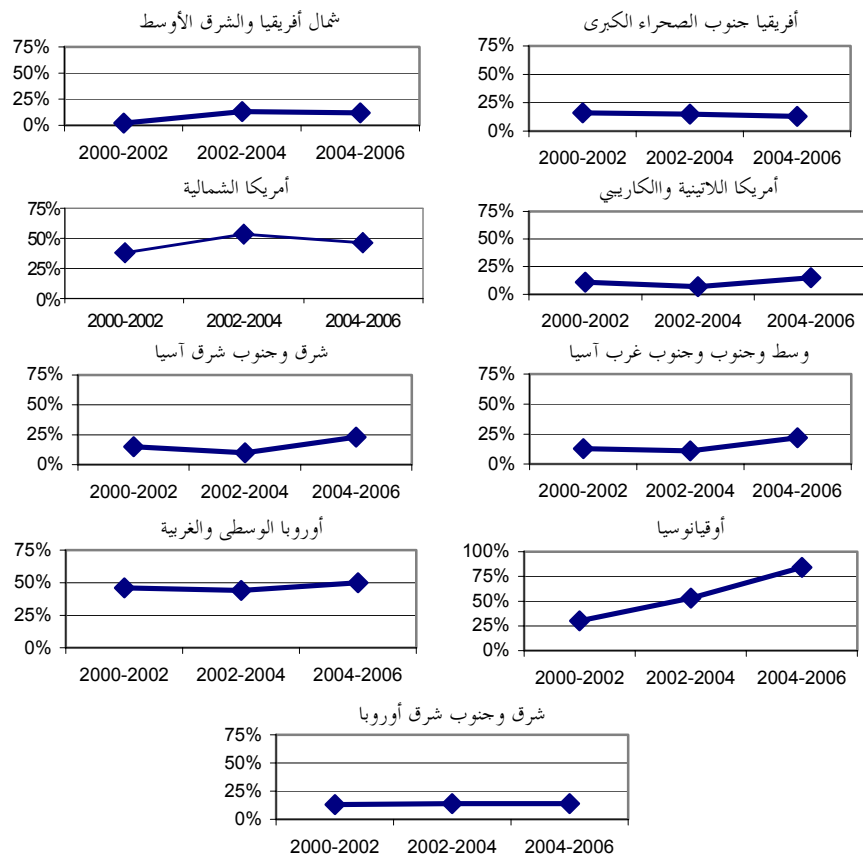 أفريقيا جنوب الصحراء الكبرى
75%
50%
25%
0%
2000-2002 2002-2004 2004-2006
شمال أفريقيا والشرق الأوسط
75%
50%
25%
0%
2000-2002 2002-2004 2004-2006
أمريكا اللاتينية واالكاريبي
75%
50%
25%
0%
2000-2002 2002-2004 2004-2006
أمريكا الشمالية
75%
50%
25%
0%
2000-2002 2002-2004 2004-2006
وسط وجنوب وجنوب غرب آسيا
75%
50%
25%
0%
2000-2002 2002-2004 2004-2006
شرق وجنوب شرق آسيا
75%
50%
25%
0%
2000-2002 2002-2004 2004-2006
أوقيانوسيا
100%
75%
50%
25%
0%
2000-2002 2002-2004 2004-2006
أوروبا الوسطى والغربية
75%
50%
25%
0%
2000-2002 2002-2004 2004-2006
شرق وجنوب شرق أوروبا
75%
50%
25%
0%
2000-2002 2002-2004 2004-2006